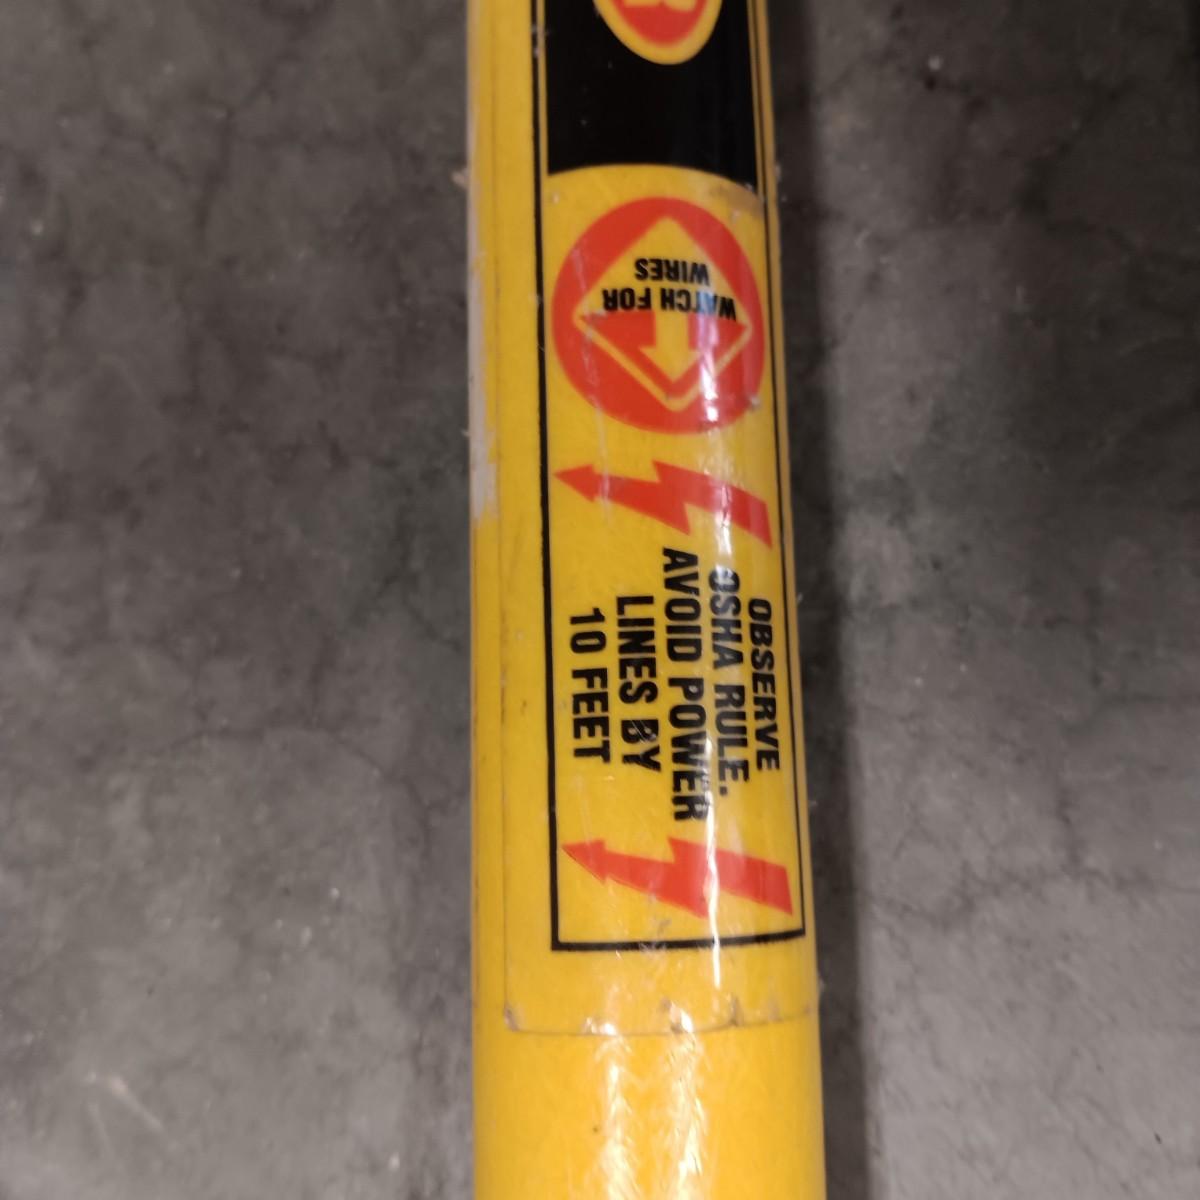 WATCH FOR
WIRES
OBSERVE
OSHA RULE.
AVOID POWER
LINES BY
10 FEET